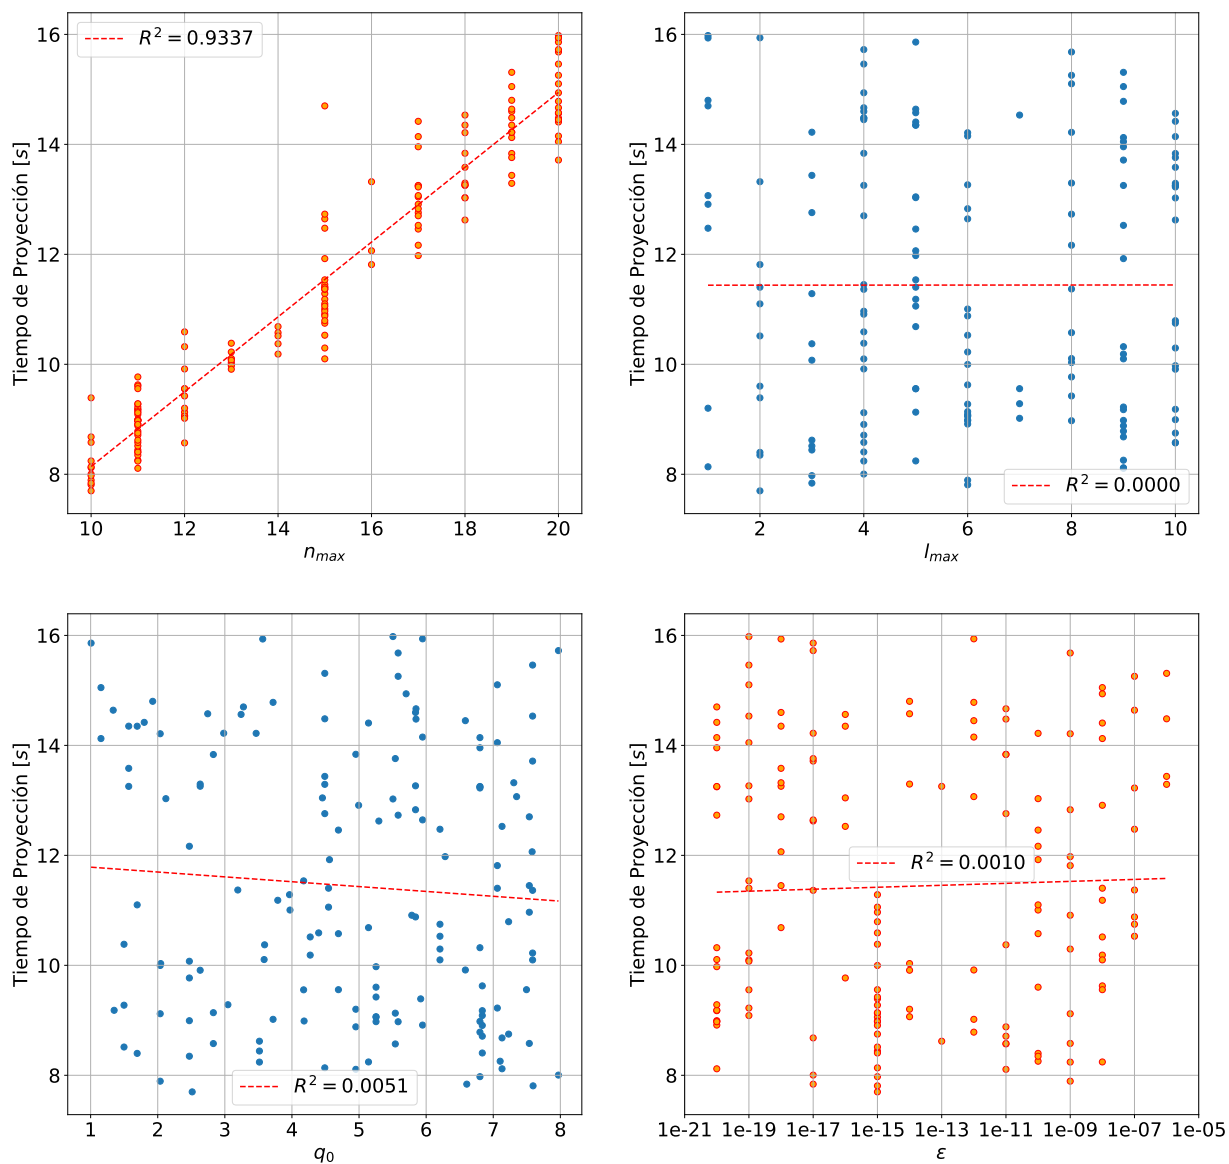 R² = 0.9337
16
14
12
10
8
Tiempo de Proyección [s]
10 12 14 16 18 20
n_max
16
14
12
10
8
Tiempo de Proyección [s]
R² = 0.0000
2 4 6 8 10
l_max
16
14
12
10
8
Tiempo de Proyección [s]
R² = 0.0051
1 2 3 4 5 6 7 8
q₀
16
14
12
10
8
Tiempo de Proyección [s]
R² = 0.0010
1e-21 1e-19 1e-17 1e-15 1e-13 1e-11 1e-09 1e-07 1e-05
ε